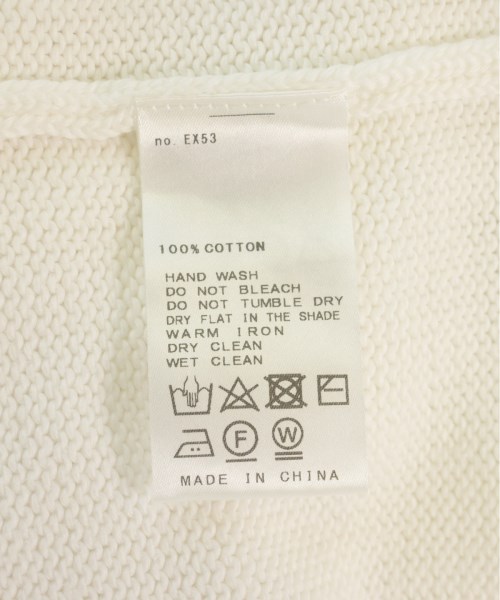 no. EX53
100% COTTON
HAND WASH
DO NOT BLEACH
DO NOT TUMBLE DRY
DRY FLAT IN THE SHADE
WARM IRON
DRY CLEAN
WET CLEAN
F W
MADE IN CHINA